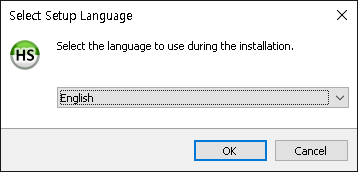 Select Setup Language
Select the language to use during the installation.
HS
English
OK
Cancel